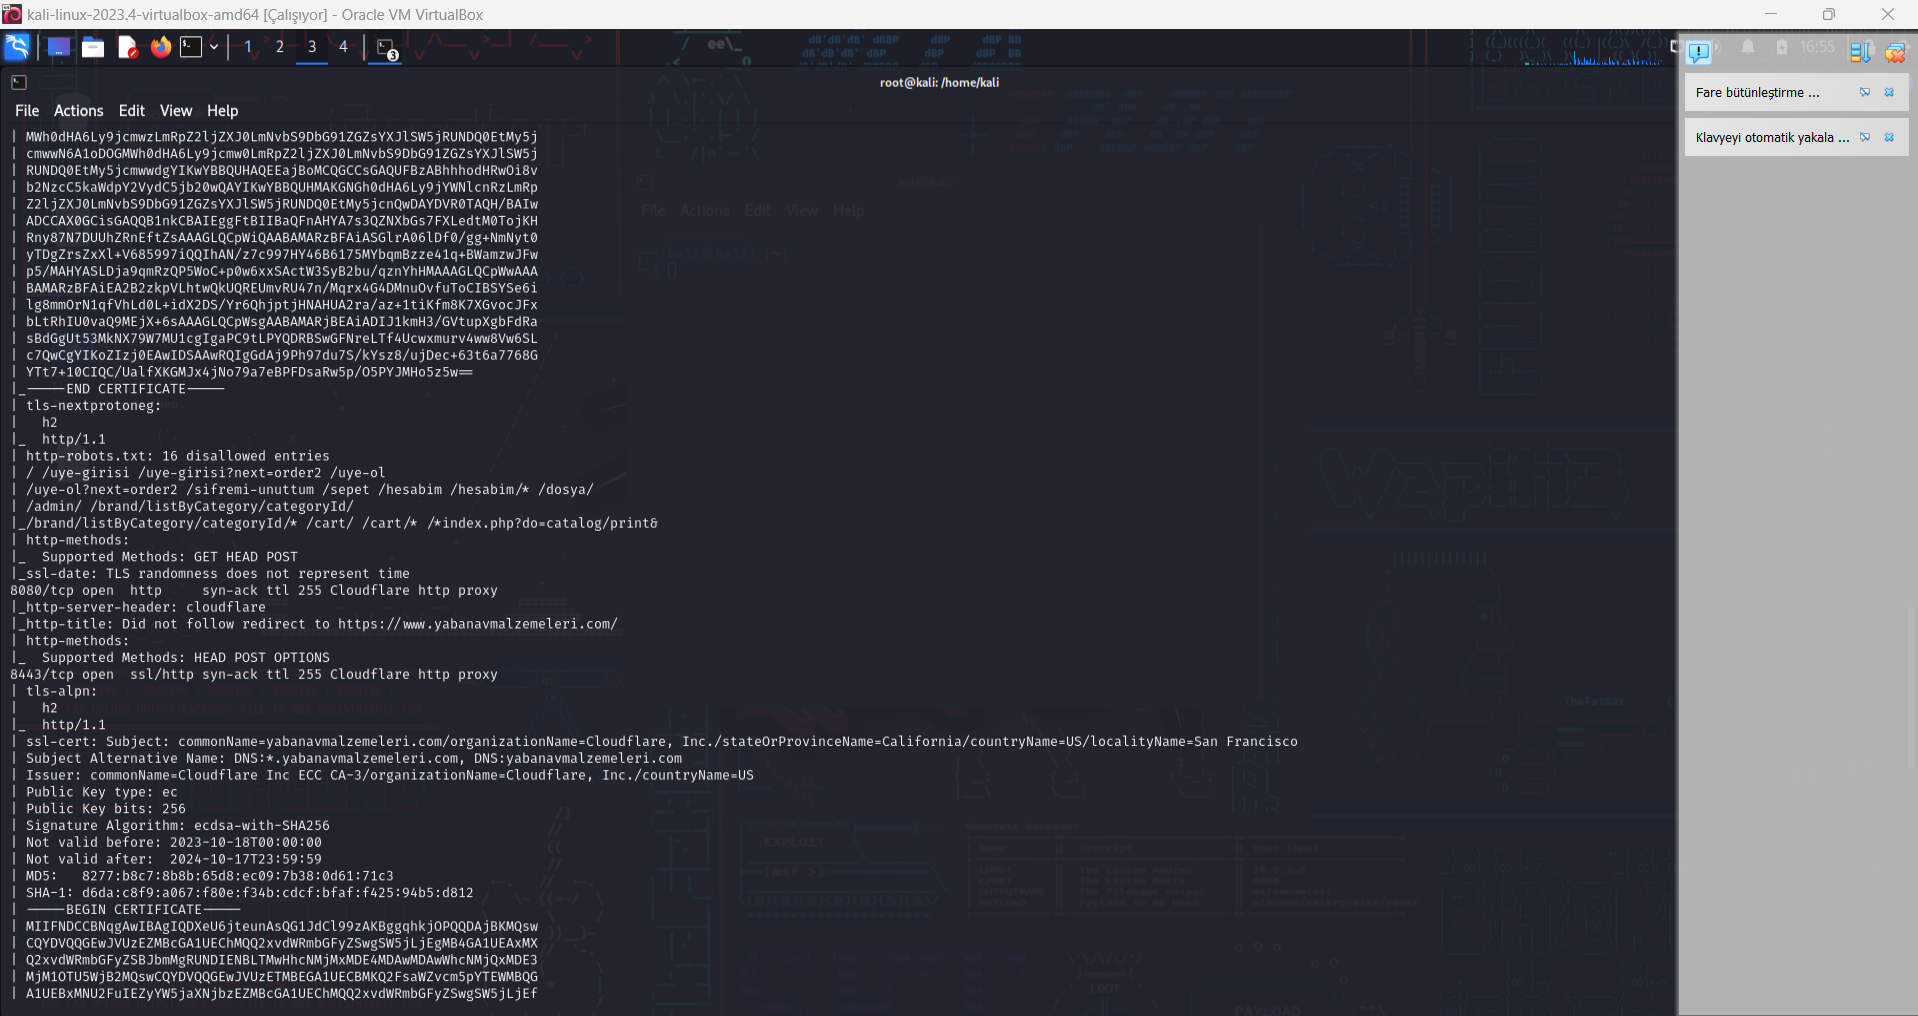 kali-linux-2023.4-virtualbox-amd64 [Çalışıyor] - Oracle VM VirtualBox
1 2 3 4 3
16:55
root@kali: /home/kali
File Actions Edit View Help
Fare bütünleştirme ...
Klavyeyi otomatik yakala ...
| MWh0dHA6Ly9jcmwzLmRpZ2ljZXJ0LmNvbS9DbG91ZGZsYXJlSW5jRUNDQ0EtMy5j
| cmwwN6A1oDOGMWh0dHA6Ly9jcmw0LmRpZ2ljZXJ0LmNvbS9DbG91ZGZsYXJlSW5j
| RUNDQ0EtMy5jcmwwdgYIKwYBBQUHAQEEajBoMCQGCCsGAQUFBzABhhhodHRwOi8v
| b2NzcC5kaWdpY2VydC5jb20wQAYIKwYBBQUHMAKGNGh0dHA6Ly9jYWNlcnRzLmRp
| Z2ljZXJ0LmNvbS9DbG91ZGZsYXJlSW5jRUNDQ0EtMy5jcnQwDAYDVR0TAQH/BAIw
| ADCCAX0GCisGAQQB1nkCBAIEggFtBIIBaQFnAHYA7s3QZNXbGs7FXLedtM0TojKH
| Rny87N7DUUhZRnEftZsAAAGLQCpWiQAABAMARzBFAiASGlrA06lDf0/gg+NmNyt0
| yTDgZrsZxXl+V685997iQQIhAN/z7c997HY46B6175MYbqmBzze41q+BWamzwJFw
| p5/MAHYASLDja9qmRzQP5WoC+p0w6xxSActW3SyB2bu/qznYhHMAAAGLQCpWwAAA
| BAMARzBFAiEA2B2zkpVLhtwQkUQREUmvRU47n/Mqrx4G4DMnuOvfuToCIBSYSe6i
| lg8mmOrN1qfVhLd0L+idX2DS/Yr6QhjptjHNAHUA2ra/az+1tiKfm8K7XGvocJFx
| bLtRhIU0vaQ9MEjX+6sAAAGLQCpWsgAABAMARjBEAiADIJ1kmH3/GVtupXgbFdRa
| sBdGgUt53MkNX79W7MU1cgIgaPC9tLPYQDRBSwGFNreLTf4Ucwxmurv4ww8Vw6SL
| c7QwCgYIKoZIzj0EAwIDSAAwRQIgGdAj9Ph97du7S/kYsz8/ujDec+63t6a7768G
| YTt7+10CIQC/UalfXKGMJx4jNo79a7eBPFDsaRw5p/O5PYJMHo5z5w==
|_-----END CERTIFICATE-----
| tls-nextprotoneg:
|   h2
|_  http/1.1
| http-robots.txt: 16 disallowed entries
| / /uye-girisi /uye-girisi?next=order2 /uye-ol
| /uye-ol?next=order2 /sifremi-unuttum /sepet /hesabim /hesabim/* /dosya/
| /admin/ /brand/listByCategory/categoryId/
|_/brand/listByCategory/categoryId/* /cart/ /cart/* /*index.php?do=catalog/print&
| http-methods:
|_  Supported Methods: GET HEAD POST
|_ssl-date: TLS randomness does not represent time
8080/tcp open  http     syn-ack ttl 255 Cloudflare http proxy
|_http-server-header: cloudflare
|_http-title: Did not follow redirect to https://www.yabanavmalzemeleri.com/
| http-methods:
|_  Supported Methods: HEAD POST OPTIONS
8443/tcp open  ssl/http syn-ack ttl 255 Cloudflare http proxy
| tls-alpn:
|   h2
|_  http/1.1
| ssl-cert: Subject: commonName=yabanavmalzemeleri.com/organizationName=Cloudflare, Inc./stateOrProvinceName=California/countryName=US/localityName=San Francisco
| Subject Alternative Name: DNS:*.yabanavmalzemeleri.com, DNS:yabanavmalzemeleri.com
| Issuer: commonName=Cloudflare Inc ECC CA-3/organizationName=Cloudflare, Inc./countryName=US
| Public Key type: ec
| Public Key bits: 256
| Signature Algorithm: ecdsa-with-SHA256
| Not valid before: 2023-10-18T00:00:00
| Not valid after:  2024-10-17T23:59:59
| MD5:   8277:b8c7:8b8b:65d8:ec09:7b38:0d61:71c3
| SHA-1: d6da:c8f9:a067:f80e:f34b:cdcf:bfaf:f425:94b5:d812
| -----BEGIN CERTIFICATE-----
| MIIFNDCCBNqgAwIBAgIQDXeU6jteunAsQG1JdCl99zAKBggqhkjOPQQDAjBKMQsw
| CQYDVQQGEwJVUzEZMBcGA1UEChMQQ2xvdWRmbGFyZSwgSW5jLjEgMB4GA1UEAxMX
| Q2xvdWRmbGFyZSBJbmMgRUNDIENBLTMwHhcNMjMxMDE4MDAwMDAwWhcNMjQxMDE3
| MjM1OTU5WjB2MQswCQYDVQQGEwJVUzETMBEGA1UECBMKQ2FsaWZvcm5pYTEWMBQG
| A1UEBxMNU2FuIEZyYW5jaXNjbzEZMBcGA1UEChMQQ2xvdWRmbGFyZSwgSW5jLjEf